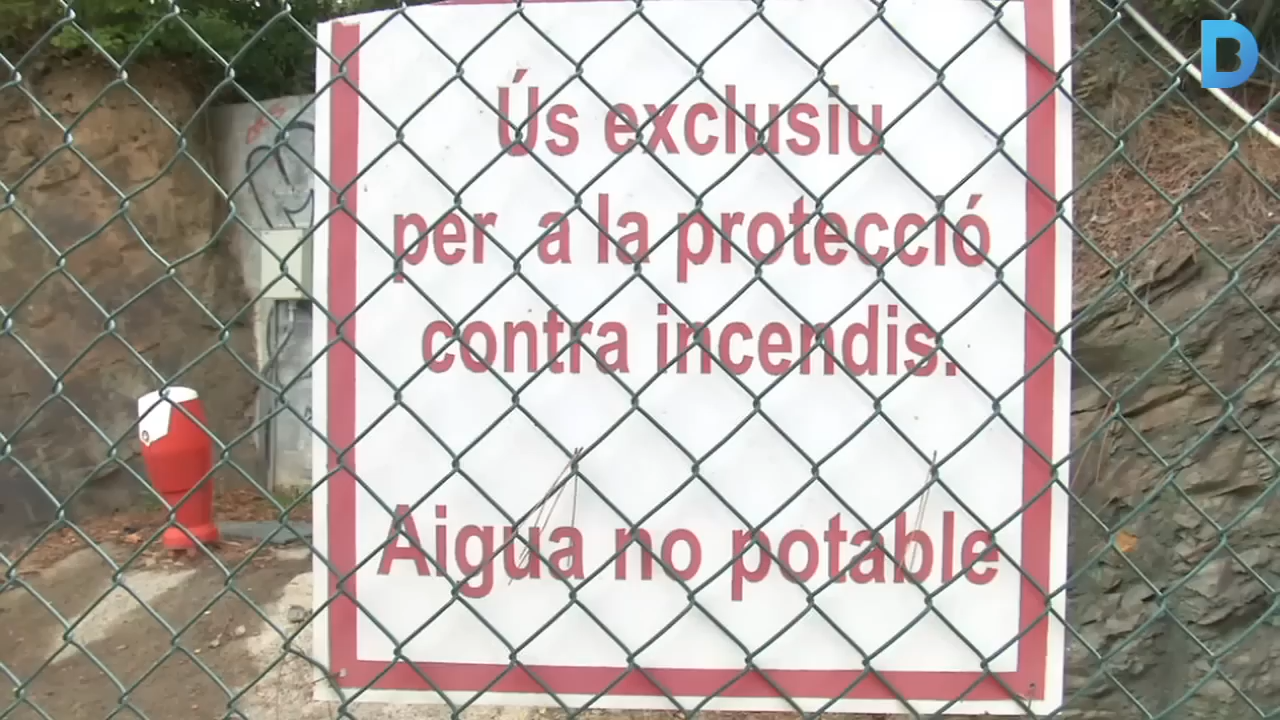 Ús exclusiu
per a la protecció
contra incendis.
Aigua no potable